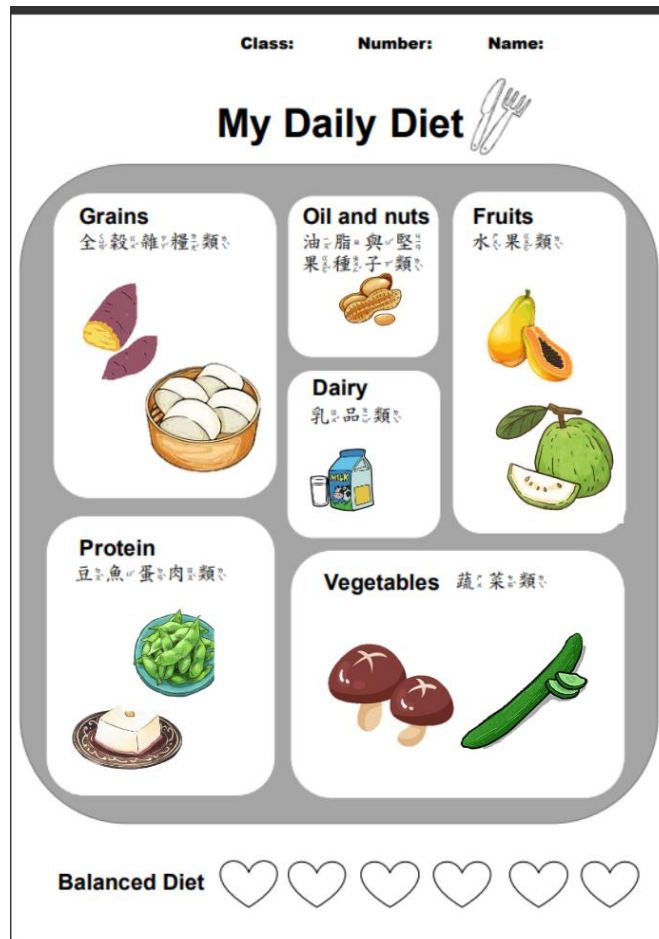 Class: Number: Name:
My Daily Diet
Grains
全穀雜糧類
Oil and nuts
油脂與堅
果種子類
Fruits
水果類
Dairy
乳品類
MILK
Protein
豆魚蛋肉類
Vegetables 蔬菜類
Balanced Diet